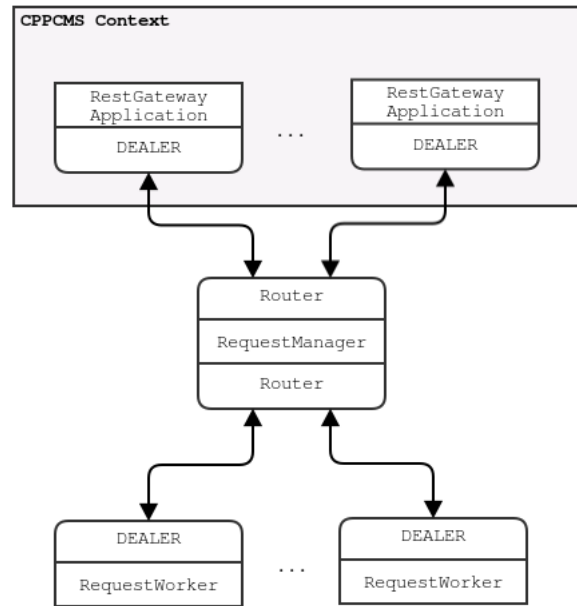 CPPCMS Context
RestGateway
Application
DEALER
...
RestGateway
Application
DEALER
Router
RequestManager
Router
DEALER
RequestWorker
...
DEALER
RequestWorker